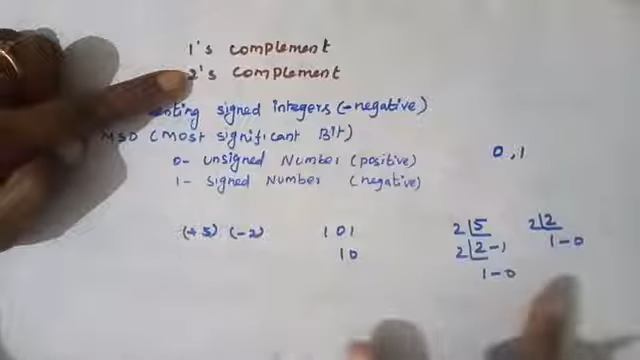 1's complement
2's complement
enting signed integers (-negative)
MSD (Most significant Bit)
0- unsigned Number (positive)
0,1
1- signed Number (negative)
(+5) (-2) 101 2|5 2|2
10 2|2-1 1-0
1-0